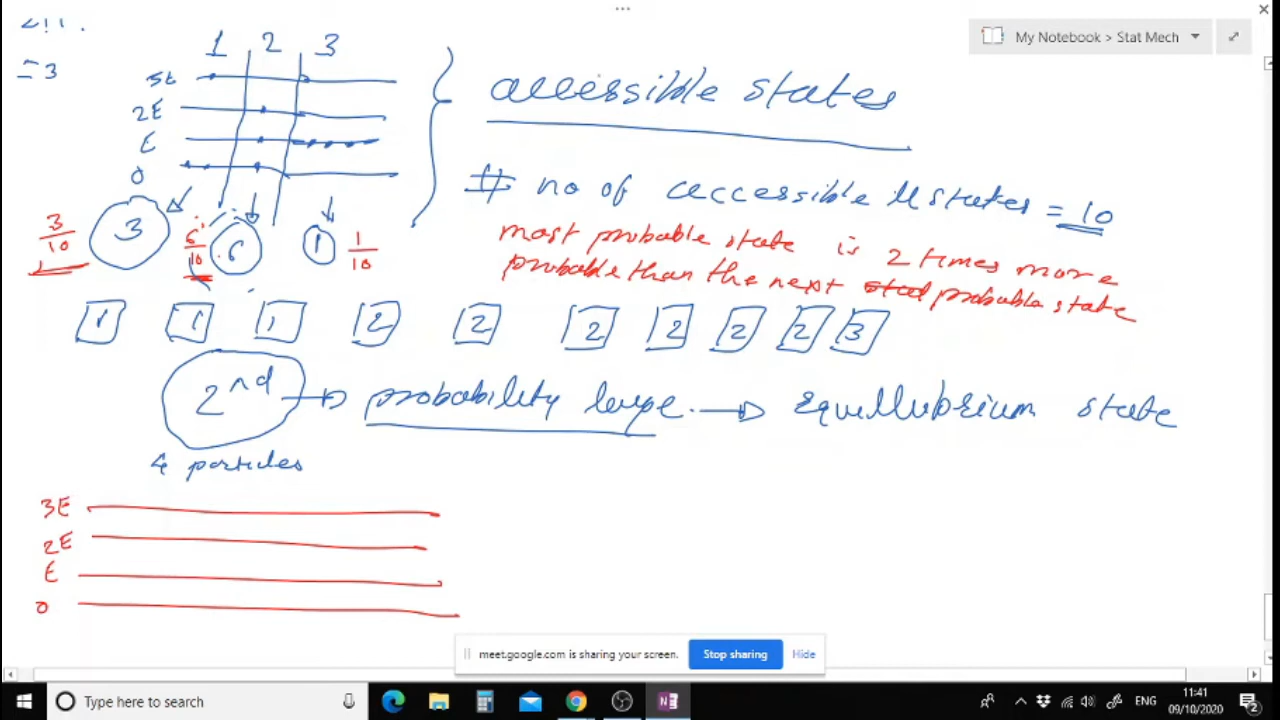 My Notebook > Stat Mech
1 2 3
= 3
3E
2E
E
0
accessible states
# no of accessible μstates = 10
3 6 1
3/10 6/10 1/10
most probable state is 2 times more
probable than the next probable state
1 1 1 2 2 2 2 2 2 3
2nd → probability large. → Equillubrium state
4 particles
3E
2E
E
0
meet.google.com is sharing your screen. Stop sharing Hide
Type here to search
ENG
11:41
09/10/2020
2